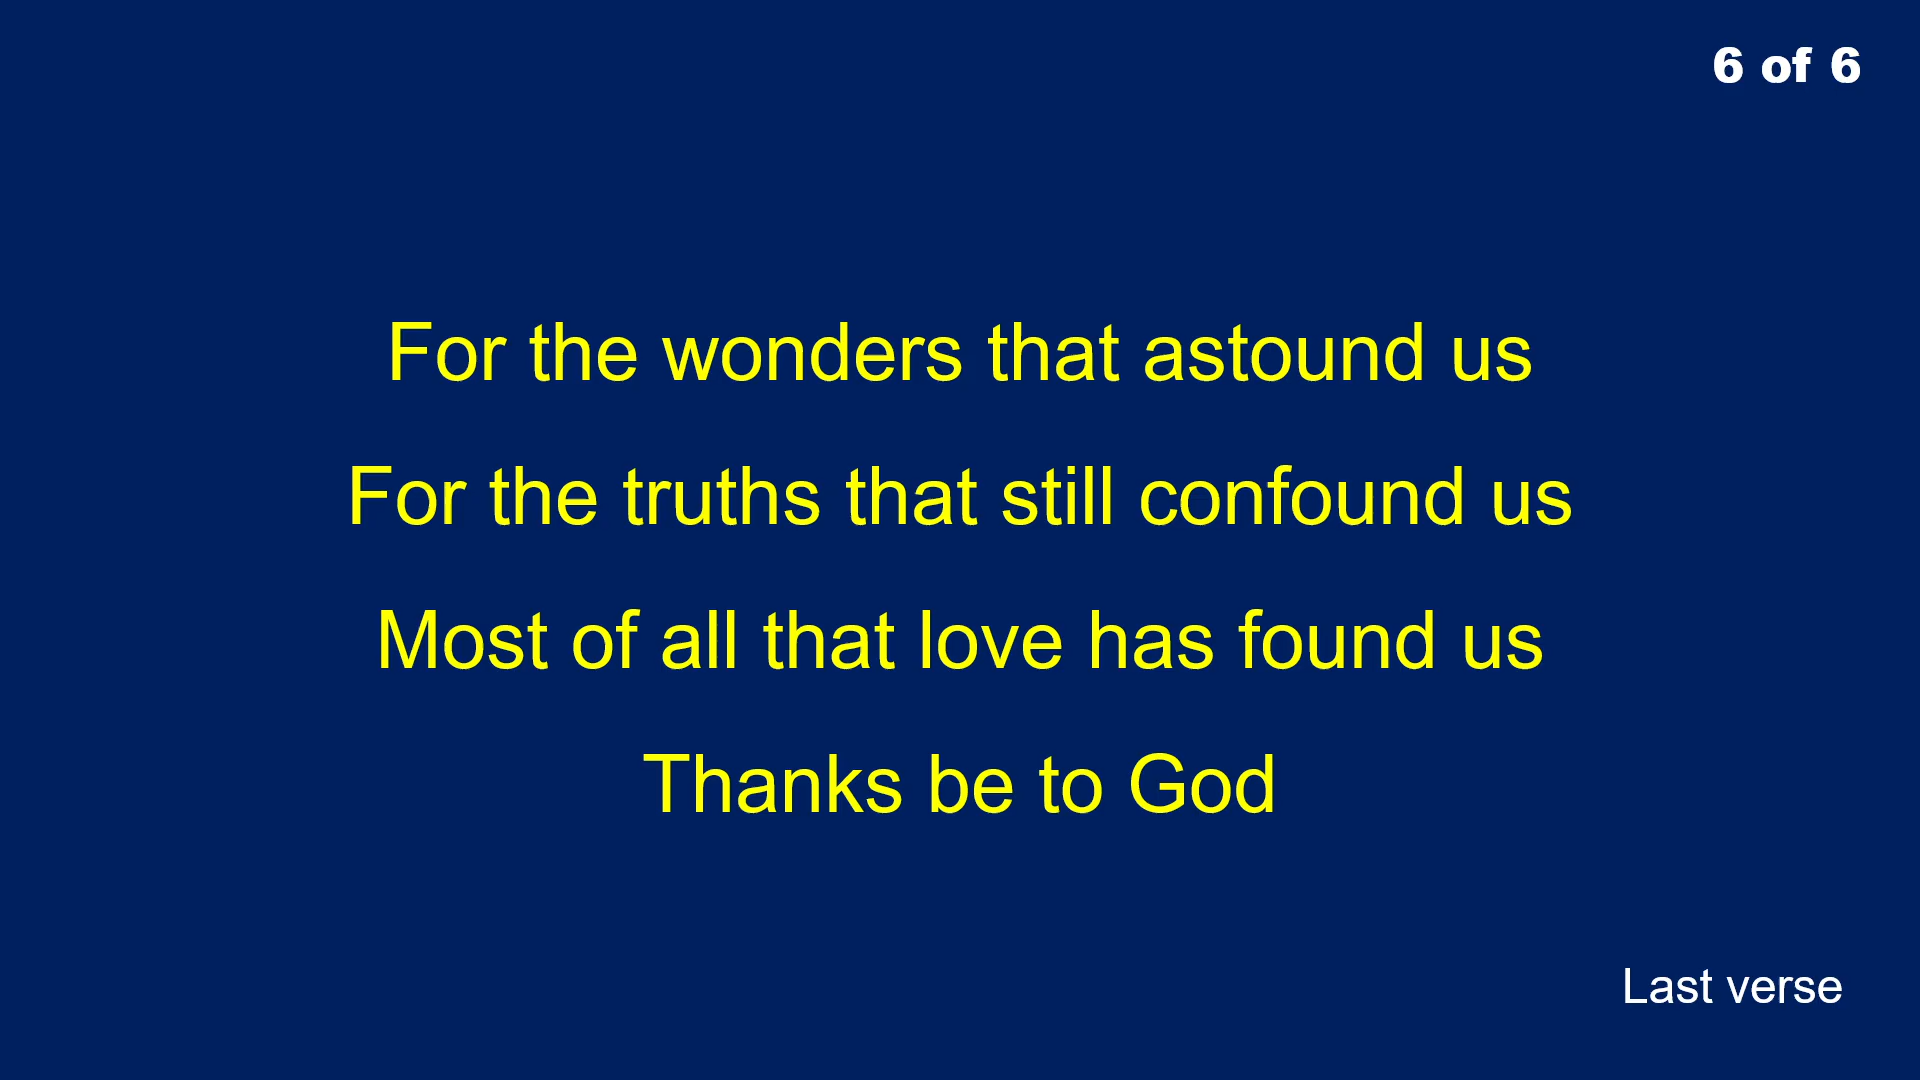 6 of 6
For the wonders that astound us
For the truths that still confound us
Most of all that love has found us
Thanks be to God
Last verse